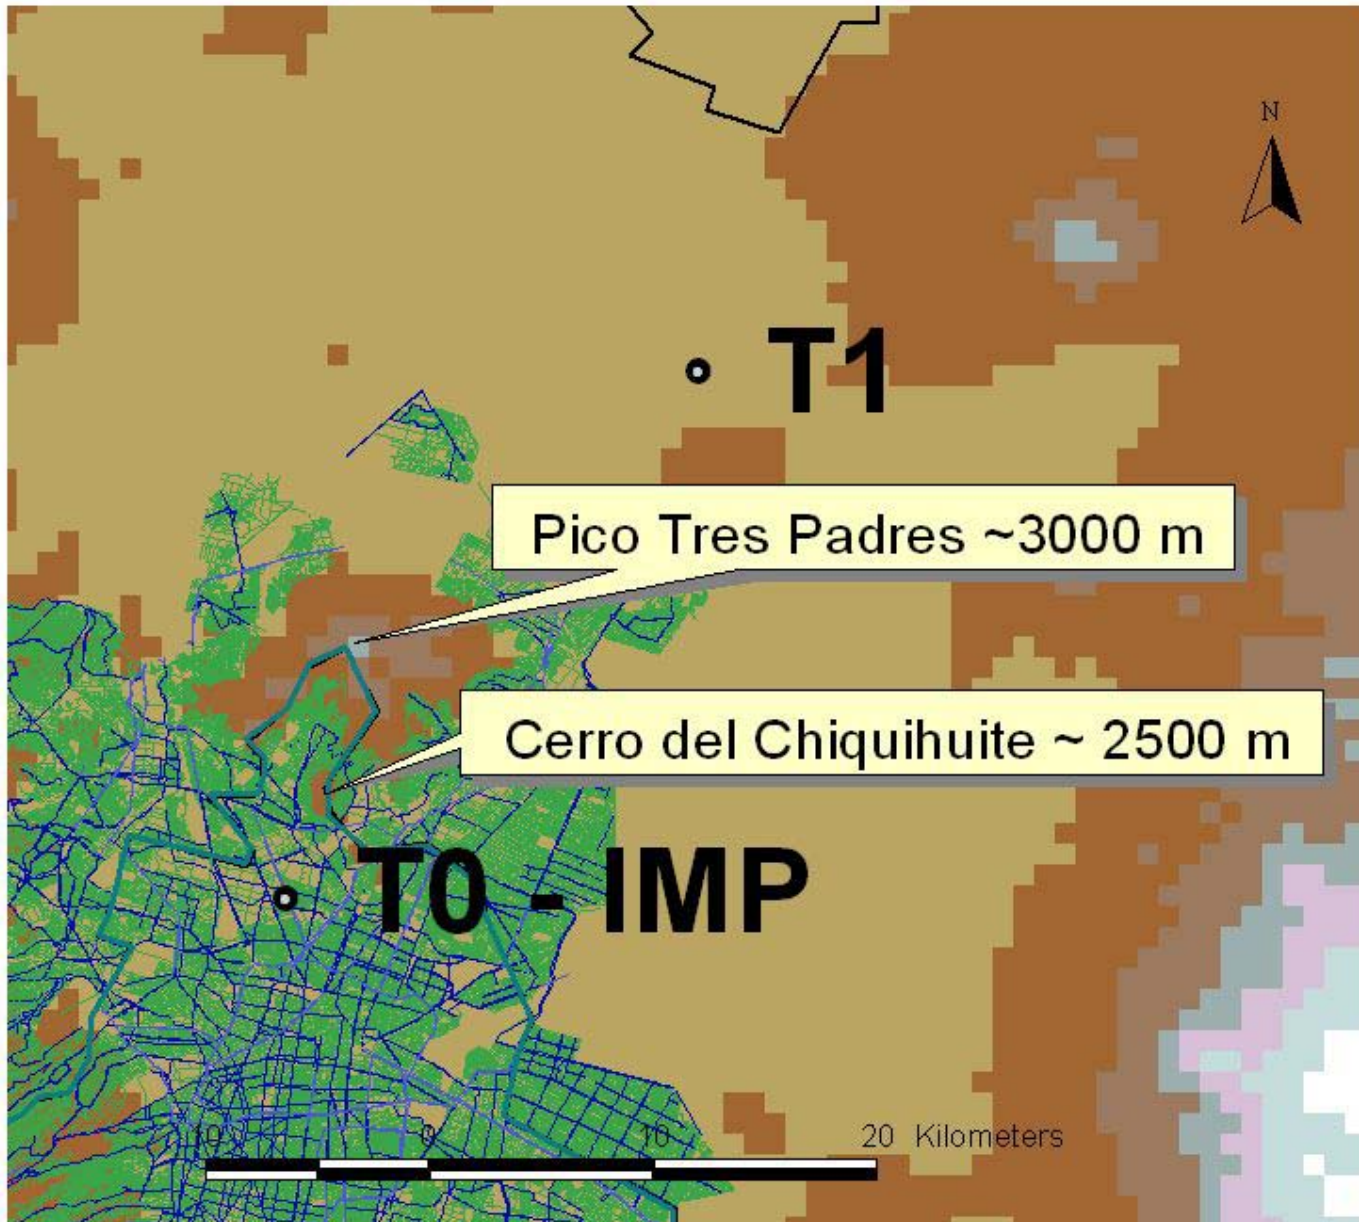 N
T1
Pico Tres Padres ~3000 m
Cerro del Chiquihuite ~ 2500 m
T0 - IMP
10 0 10 20 Kilometers